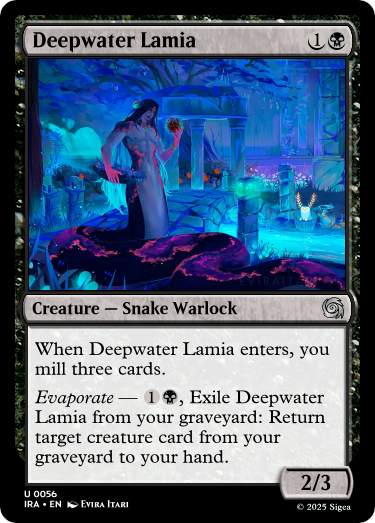 Deepwater Lamia 1
Creature — Snake Warlock
When Deepwater Lamia enters, you
mill three cards.
Evaporate — 1, Exile Deepwater
Lamia from your graveyard: Return
target creature card from your
graveyard to your hand.
2/3
U 0056
IRA • EN Evira Itari
© 2025 Sigea